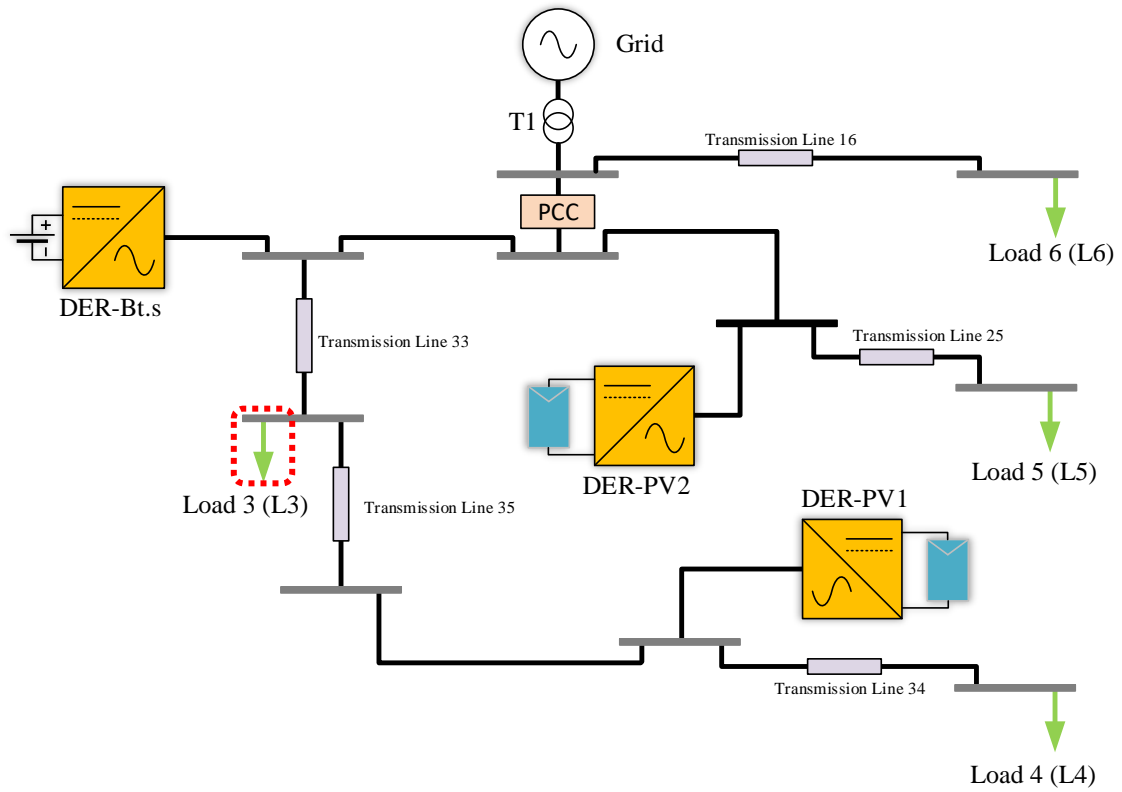 Grid
T1
Transmission Line 16
PCC
Load 6 (L6)
+
-
DER-Bt.s
Transmission Line 33
Transmission Line 25
Load 5 (L5)
DER-PV2
Load 3 (L3)
Transmission Line 35
DER-PV1
Transmission Line 34
Load 4 (L4)